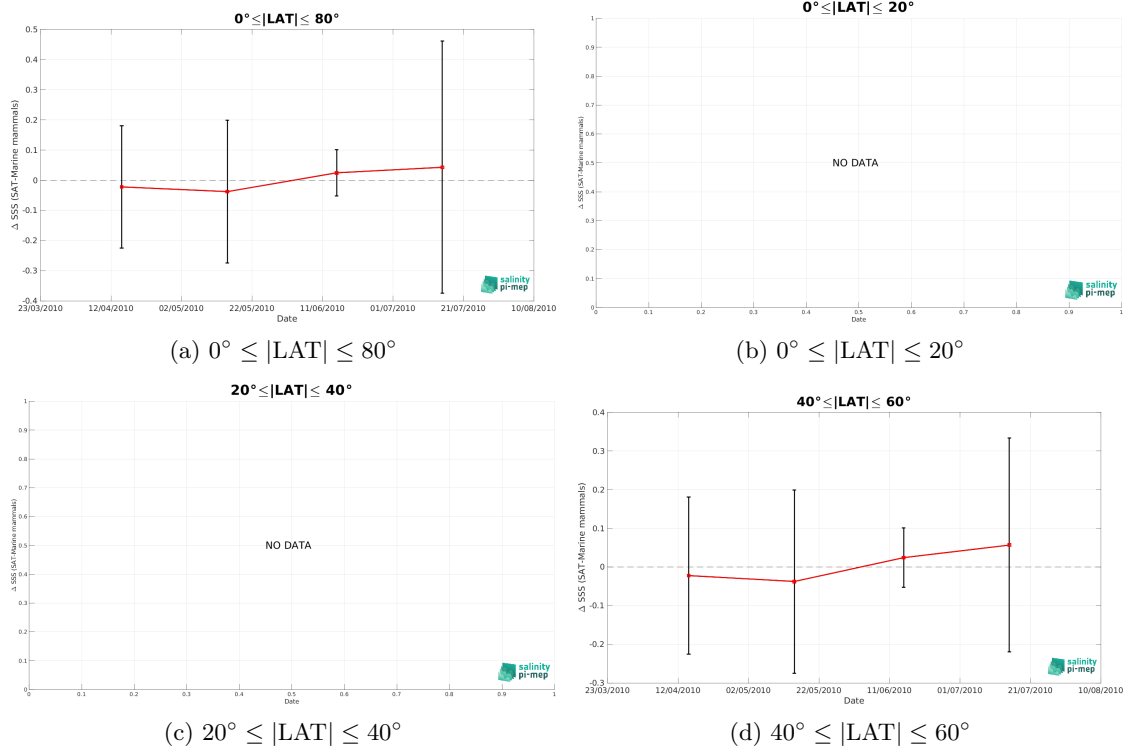 0°≤|LAT|≤ 80°
0.5
0.4
0.3
0.2
0.1
0
-0.1
-0.2
-0.3
-0.4
Δ SSS (SAT-Marine mammals)
23/03/2010 12/04/2010 02/05/2010 22/05/2010 11/06/2010 01/07/2010 21/07/2010 10/08/2010
Date
salinity
pi-mep
(a) 0° ≤ |LAT| ≤ 80°
0°≤|LAT|≤ 20°
1
0.9
0.8
0.7
0.6
0.5
0.4
0.3
0.2
0.1
0
Δ SSS (SAT-Marine mammals)
NO DATA
0 0.1 0.2 0.3 0.4 0.5 0.6 0.7 0.8 0.9 1
Date
salinity
pi-mep
(b) 0° ≤ |LAT| ≤ 20°
20°≤|LAT|≤ 40°
1
0.9
0.8
0.7
0.6
0.5
0.4
0.3
0.2
0.1
0
Δ SSS (SAT-Marine mammals)
NO DATA
0 0.1 0.2 0.3 0.4 0.5 0.6 0.7 0.8 0.9 1
Date
salinity
pi-mep
(c) 20° ≤ |LAT| ≤ 40°
40°≤|LAT|≤ 60°
0.4
0.3
0.2
0.1
0
-0.1
-0.2
-0.3
Δ SSS (SAT-Marine mammals)
23/03/2010 12/04/2010 02/05/2010 22/05/2010 11/06/2010 01/07/2010 21/07/2010 10/08/2010
Date
salinity
pi-mep
(d) 40° ≤ |LAT| ≤ 60°